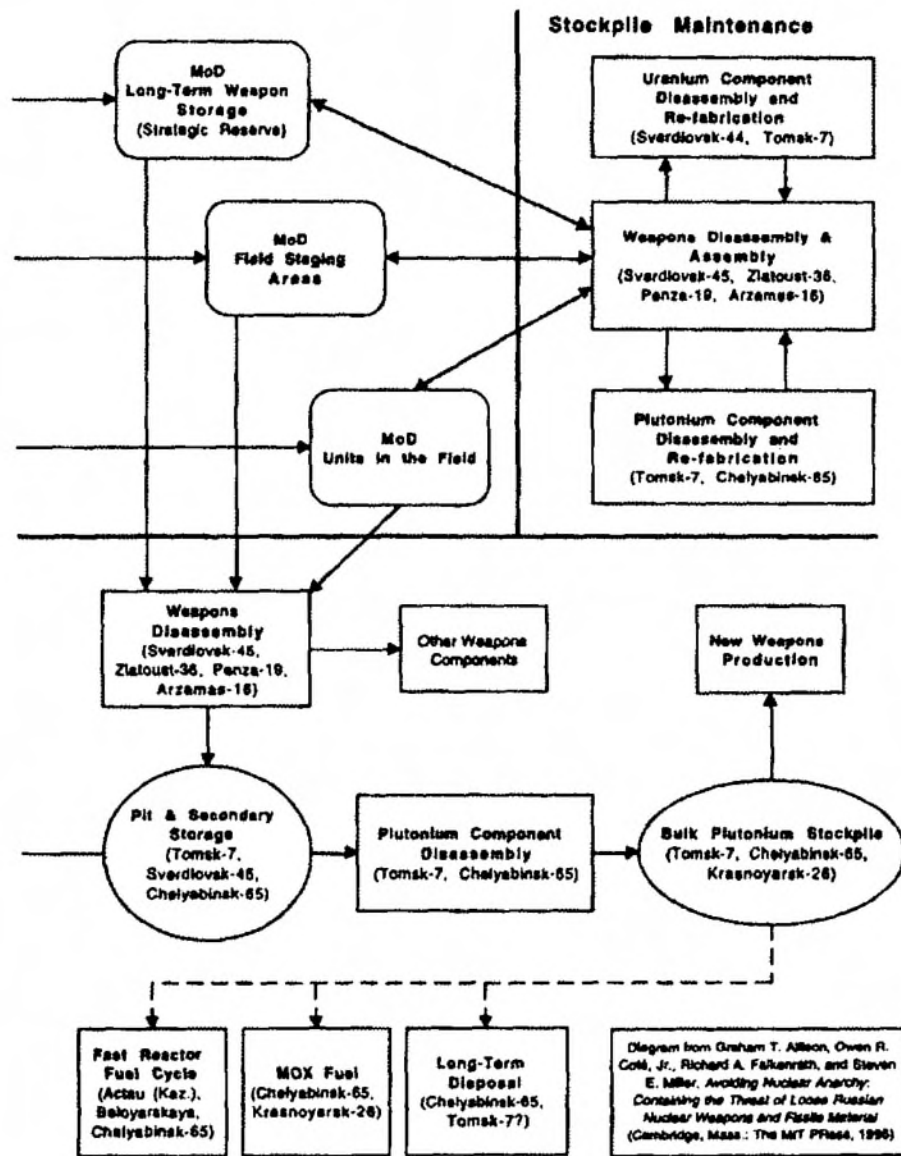 Stockpile Maintenance
MoD
Long-Term Weapon
Storage
(Strategic Reserve)
Uranium Component
Disassembly and
Re-fabrication
(Sverdlovsk-44, Tomsk-7)
MoD
Field Staging
Areas
Weapons Disassembly &
Assembly
(Sverdlovsk-45, Zlatoust-36,
Penza-19, Arzamas-16)
MoD
Units in the Field
Plutonium Component
Disassembly and
Re-fabrication
(Tomsk-7, Chelyabinsk-65)
Weapons
Disassembly
(Sverdlovsk-45,
Zlatoust-36, Penza-19,
Arzamas-16)
Other Weapons
Components
New Weapons
Production
Pit & Secondary
Storage
(Tomsk-7,
Sverdlovsk-45,
Chelyabinsk-65)
Plutonium Component
Disassembly
(Tomsk-7, Chelyabinsk-65)
Bulk Plutonium Stockpile
(Tomsk-7, Chelyabinsk-65,
Krasnoyarsk-26)
Fast Reactor
Fuel Cycle
(Actau (Kaz.),
Beloyarskaya,
Chelyabinsk-65)
MOX Fuel
(Chelyabinsk-65,
Krasnoyarsk-26)
Long-Term
Disposal
(Chelyabinsk-65,
Tomsk-7?)
Diagram from Graham T. Allison, Owen R.
Coté, Jr., Richard A. Falkenrath, and Steven
E. Miller, Avoiding Nuclear Anarchy:
Containing the Threat of Loose Russian
Nuclear Weapons and Fissile Material
(Cambridge, Mass.: The MIT PRess, 1996)